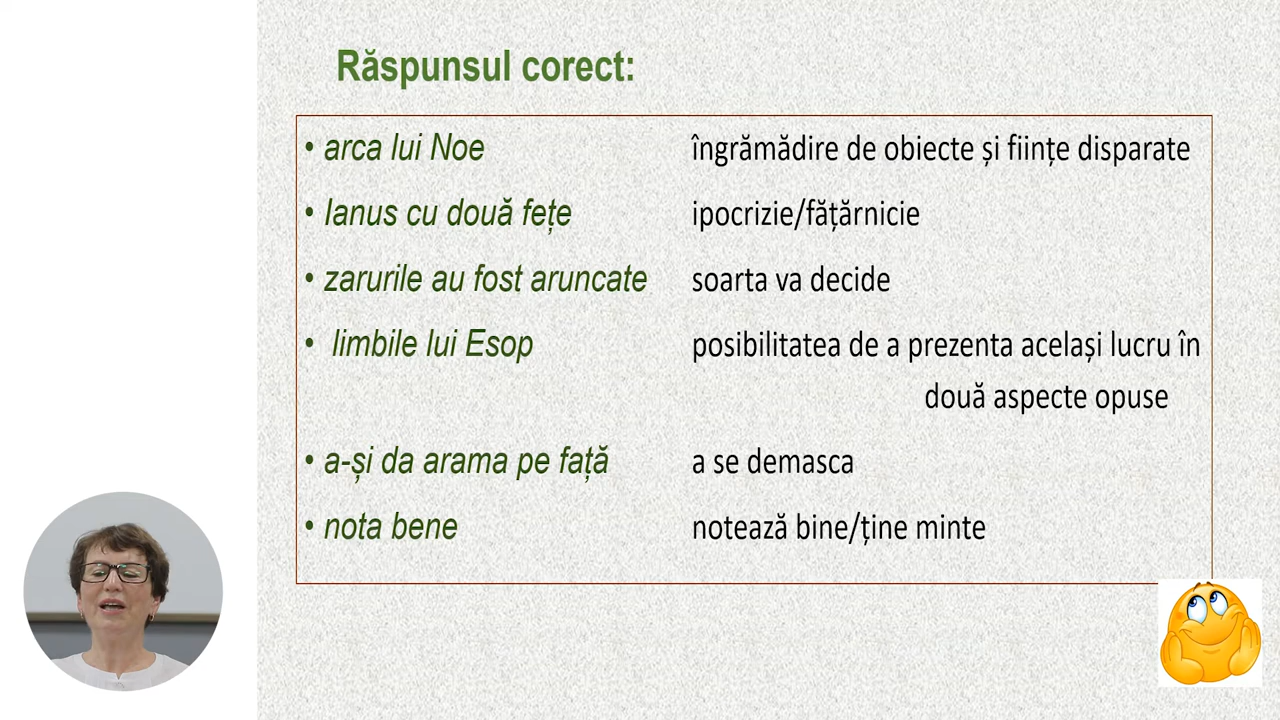 Răspunsul corect:
• arca lui Noe îngrămădire de obiecte și ființe disparate
• Ianus cu două fețe ipocrizie/fățărnicie
• zarurile au fost aruncate soarta va decide
• limbile lui Esop posibilitatea de a prezenta același lucru în
două aspecte opuse
• a-și da arama pe față a se demasca
• nota bene notează bine/ține minte